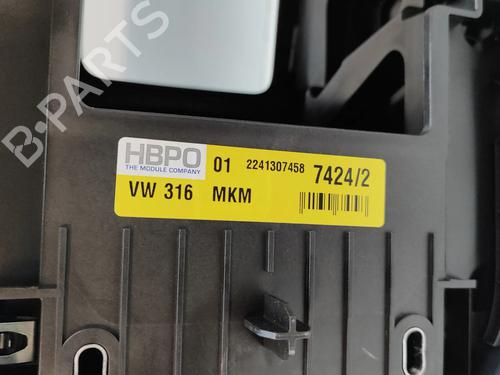 B-PARTS
HBPO
THE MODULE COMPANY
01 2241307458 7424/2
VW 316 MKM